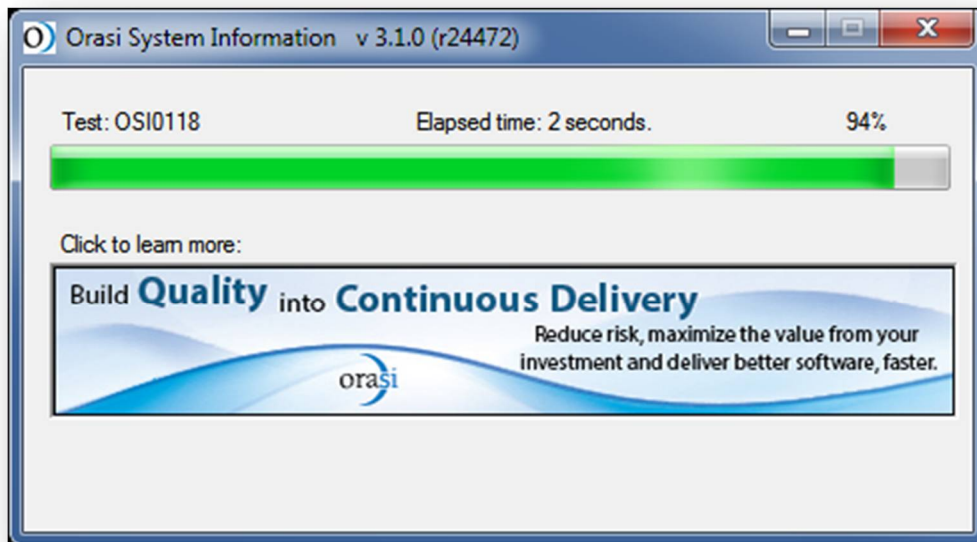 O) Orasi System Information v 3.1.0 (r24472)
Test: OSI0118 Elapsed time: 2 seconds. 94%
Click to learn more:
Build Quality into Continuous Delivery
Reduce risk, maximize the value from your
investment and deliver better software, faster.
orasi